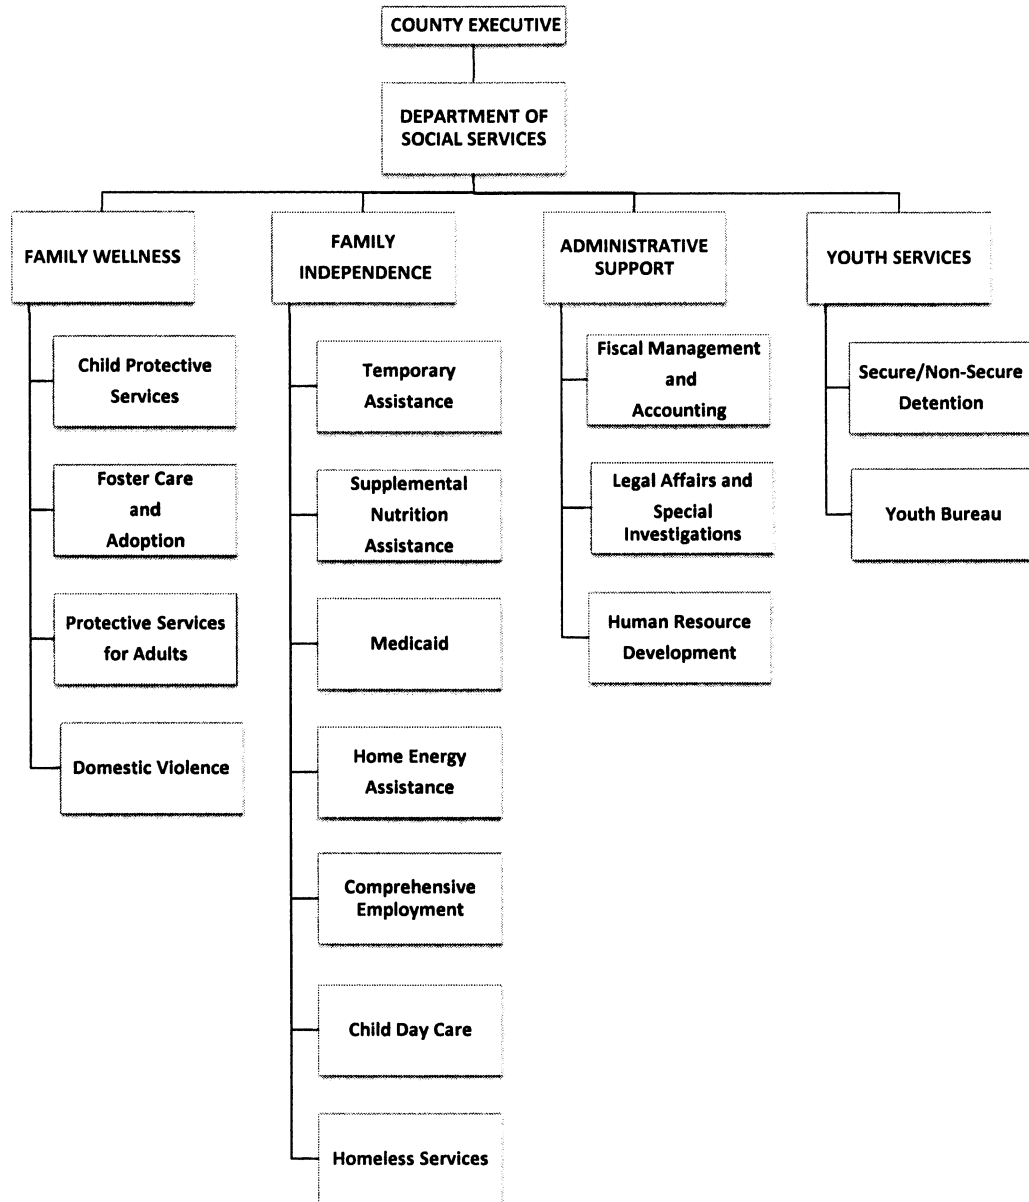 COUNTY EXECUTIVE
DEPARTMENT OF
SOCIAL SERVICES
FAMILY WELLNESS
FAMILY
INDEPENDENCE
ADMINISTRATIVE
SUPPORT
YOUTH SERVICES
Child Protective
Services
Foster Care
and
Adoption
Protective Services
for Adults
Domestic Violence
Temporary
Assistance
Supplemental
Nutrition
Assistance
Medicaid
Home Energy
Assistance
Comprehensive
Employment
Child Day Care
Homeless Services
Fiscal Management
and
Accounting
Legal Affairs and
Special
Investigations
Human Resource
Development
Secure/Non-Secure
Detention
Youth Bureau